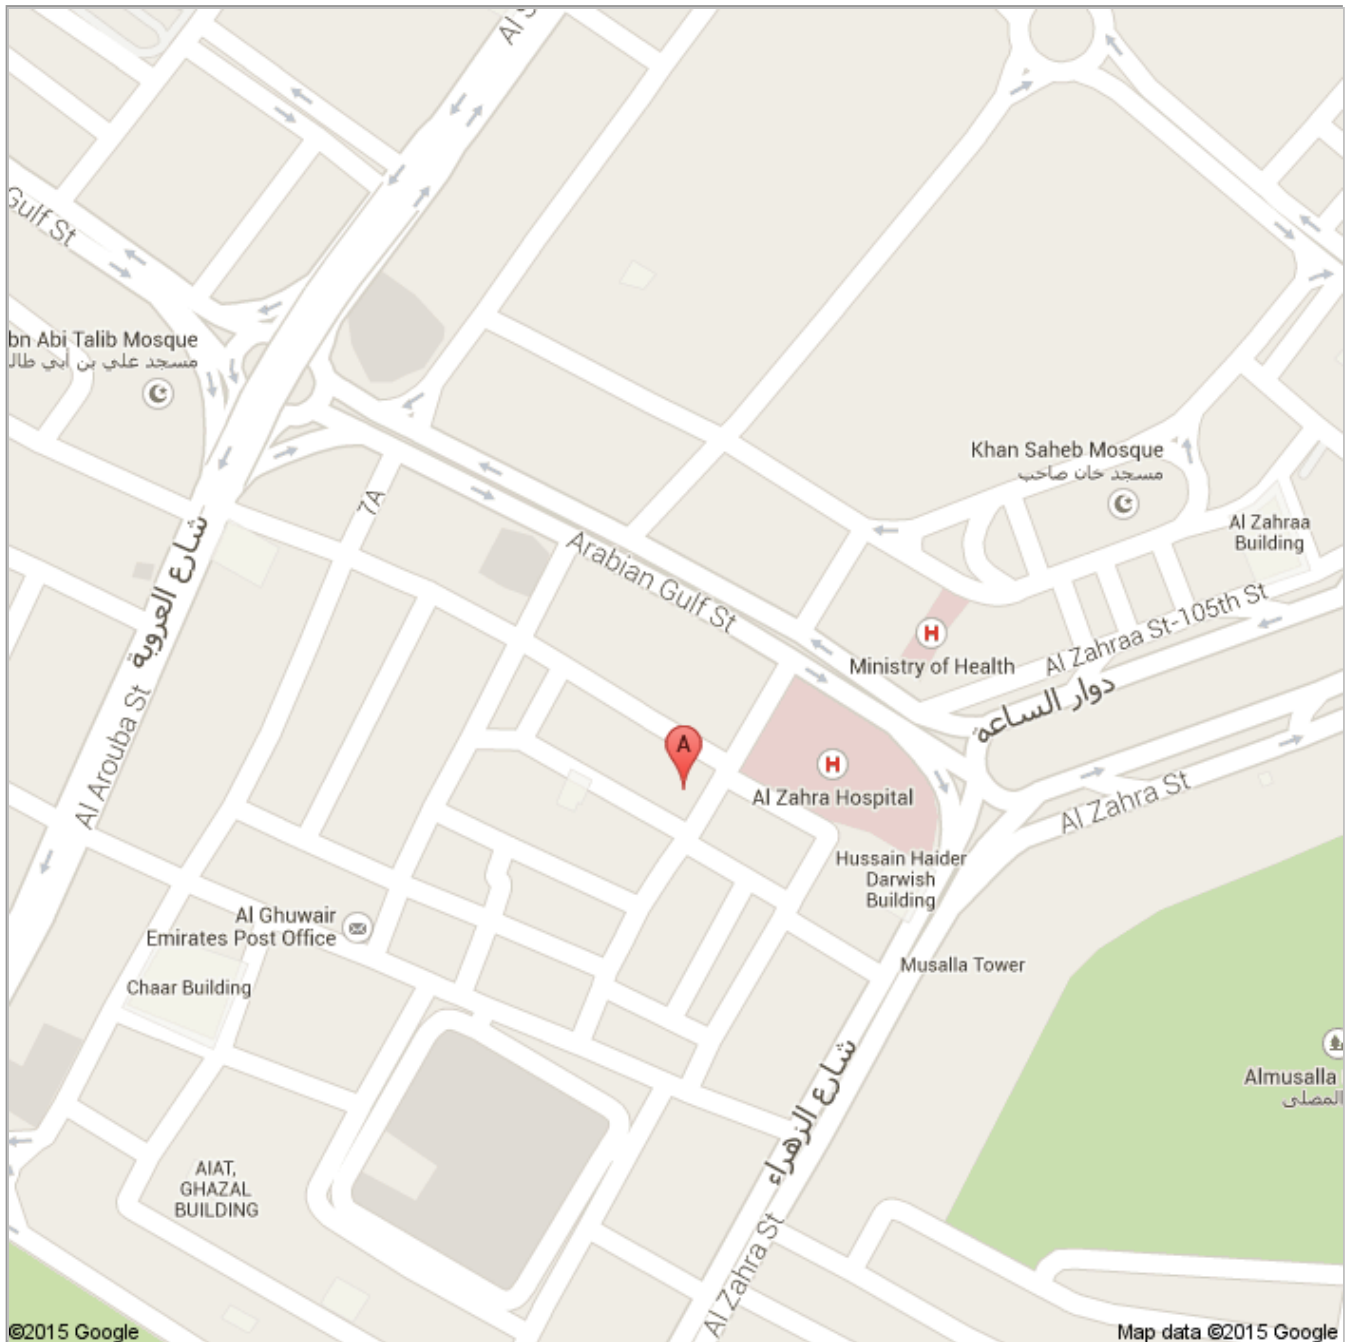 Al S
Gulf St
bn Abi Talib Mosque
مسجد علي بن أبي طال
Khan Saheb Mosque
مسجد خان صاحب
7A
Al Zahraa
Building
شارع العروبة
Arabian Gulf St
Al Zahraa St-105th St
H
Ministry of Health
دوار الساعة
Al Arouba St
A
H
Al Zahra Hospital
Al Zahra St
Hussain Haider
Darwish
Building
Al Ghuwair
Emirates Post Office
Musalla Tower
Chaar Building
شارع الزهراء
Almusalla
المصلى
AIAT,
GHAZAL
BUILDING
Al Zahra St
©2015 Google
Map data ©2015 Google